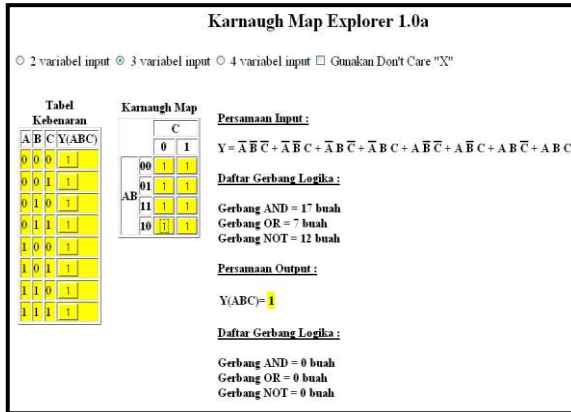 Karnaugh Map Explorer 1.0a
2 variabel input 3 variabel input 4 variabel input Gunakan Don't Care "X"
Tabel Kebenaran
A B C Y(ABC)
0 0 0 1
0 0 1 1
0 1 0 1
0 1 1 1
1 0 0 1
1 0 1 1
1 1 0 1
1 1 1 1
Karnaugh Map
C
0 1
AB
00 1 1
01 1 1
11 1 1
10 1 1
Persamaan Input :
Y = A̅ B̅ C̅ + A̅ B̅ C + A̅ B C̅ + A̅ B C + A B̅ C̅ + A B̅ C + A B C̅ + A B C
Daftar Gerbang Logika :
Gerbang AND = 17 buah
Gerbang OR = 7 buah
Gerbang NOT = 12 buah
Persamaan Output :
Y(ABC)= 1
Daftar Gerbang Logika :
Gerbang AND = 0 buah
Gerbang OR = 0 buah
Gerbang NOT = 0 buah